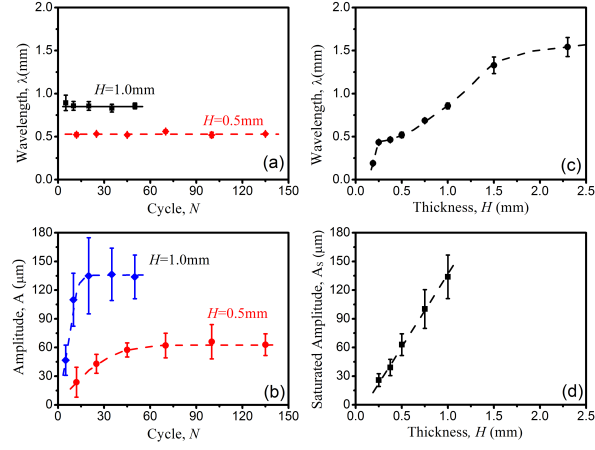 2.0
1.5
1.0
0.5
0.0
Wavelength, λ(mm)
H=1.0mm
H=0.5mm
(a)
0 30 60 90 120 150
Cycle, N
2.0
1.5
1.0
0.5
0.0
Wavelength, λ(mm)
(c)
0.0 0.5 1.0 1.5 2.0 2.5
Thickness, H (mm)
180
150
120
90
60
30
0
Amplitude, A (μm)
H=1.0mm
H=0.5mm
(b)
0 30 60 90 120 150
Cycle, N
180
150
120
90
60
30
0
Saturated Amplitude, AS (μm)
(d)
0.0 0.5 1.0 1.5 2.0 2.5
Thickness, H (mm)